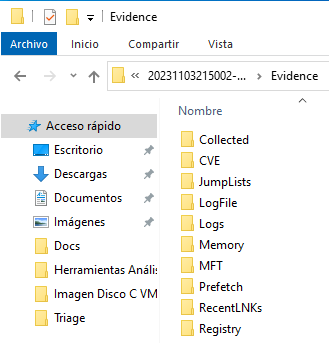 Evidence
Archivo Inicio Compartir Vista
20231103215002-... Evidence
Nombre
Acceso rápido
Escritorio
Descargas
Documentos
Imágenes
Docs
Herramientas Anális
Imagen Disco C VM
Triage
Collected
CVE
JumpLists
LogFile
Logs
Memory
MFT
Prefetch
RecentLNKs
Registry